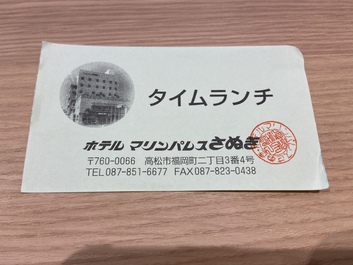 タイムランチ
ホテル マリンパレスさぬき
〒760-0066 高松市福岡町二丁目3番4号
TEL087-851-6677 FAX087-823-0438